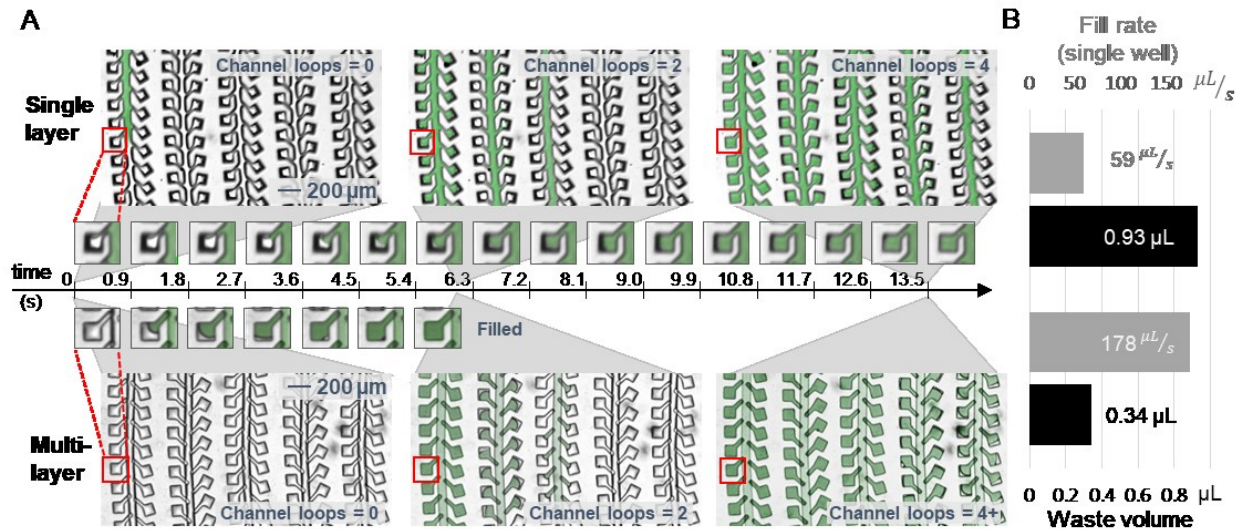 A
Channel loops = 0
Channel loops = 2
Channel loops = 4
Single
layer
200 µm
time
0 0.9 1.8 2.7 3.6 4.5 5.4 6.3 7.2 8.1 9.0 9.9 10.8 11.7 12.6 13.5
(s)
Filled
200 µm
Multi-
layer
Channel loops = 0
Channel loops = 2
Channel loops = 4+
B
Fill rate
(single well)
0 50 100 150 µL/s
59 µL/s
0.93 µL
178 µL/s
0.34 µL
0 0.2 0.4 0.6 0.8 µL
Waste volume